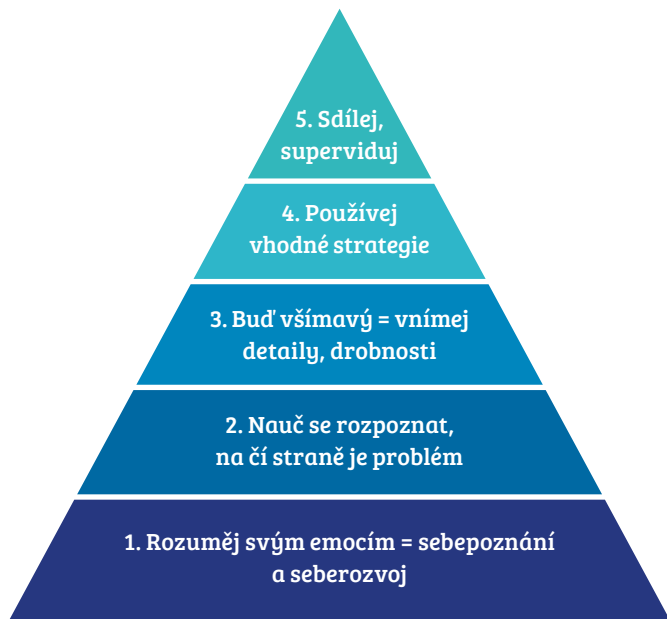 5. Sdílej,
superviduj
4. Používej
vhodné strategie
3. Buď všímavý = vnímej
detaily, drobnosti
2. Nauč se rozpoznat,
na čí straně je problém
1. Rozuměj svým emocím = sebepoznání
a seberozvoj